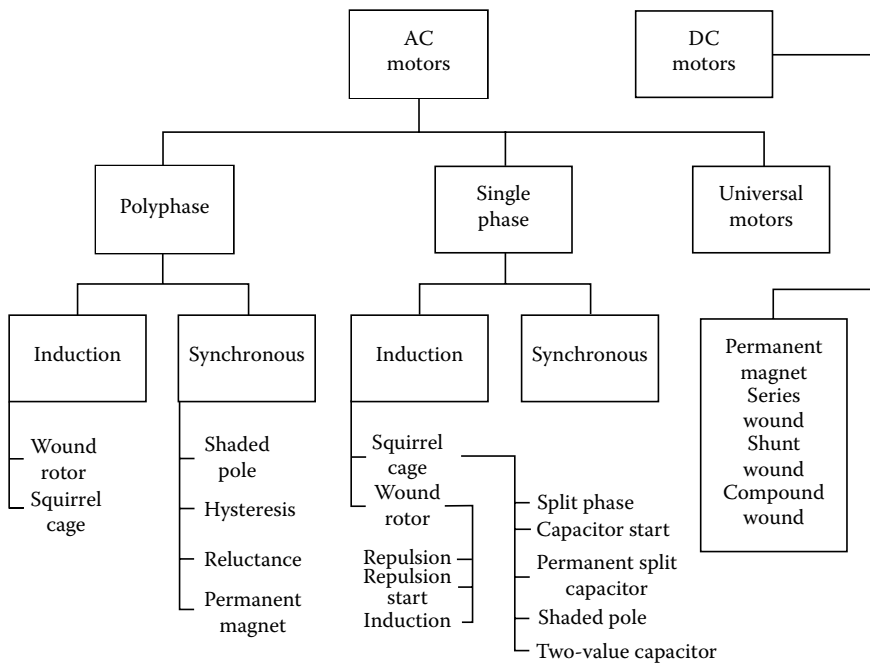 AC
motors
DC
motors
Polyphase
Single
phase
Universal
motors
Induction
Synchronous
Induction
Synchronous
Permanent
magnet
Series
wound
Shunt
wound
Compound
wound
Wound
rotor
Squirrel
cage
Shaded
pole
Hysteresis
Reluctance
Permanent
magnet
Squirrel
cage
Wound
rotor
Repulsion
Repulsion
start
Induction
Split phase
Capacitor start
Permanent split
capacitor
Shaded pole
Two-value capacitor